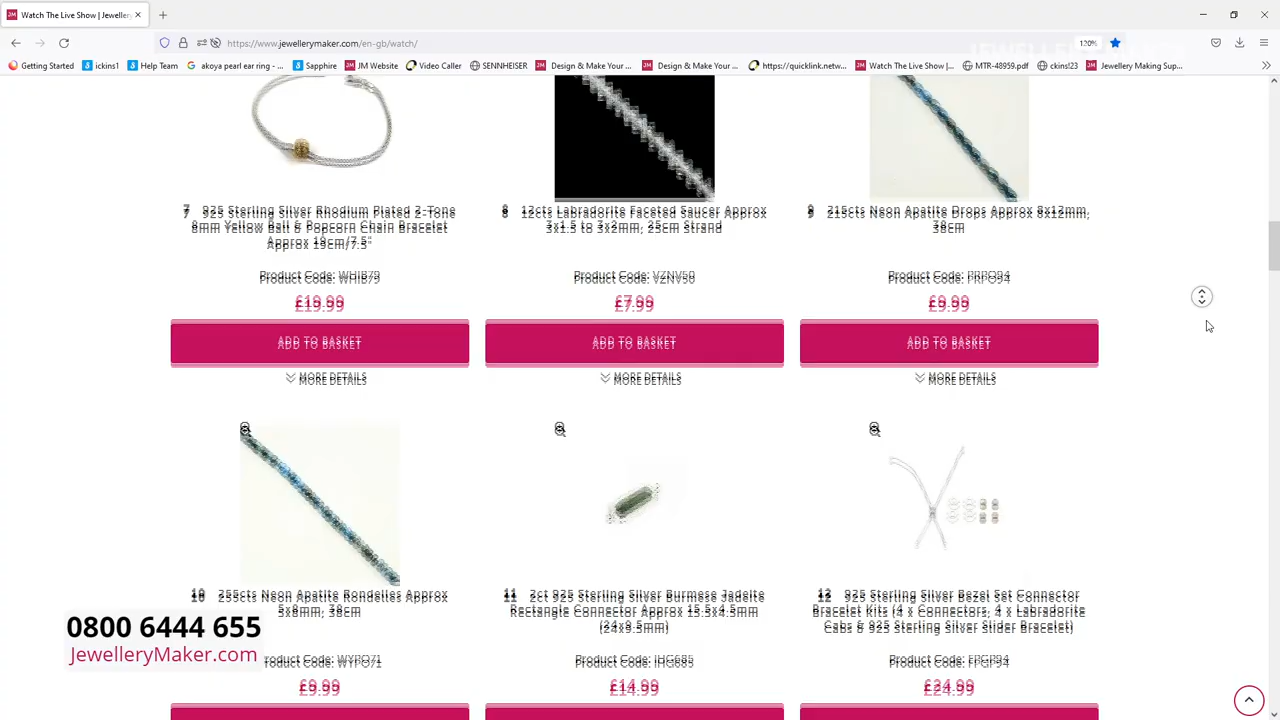 Watch The Live Show | Jeweller
https://www.jewellerymaker.com/en-gb/watch/
120%
Getting Started
ickins1
Help Team
akoya pearl ear ring - ...
Sapphire
JM Website
Video Caller
SENNHEISER
Design & Make Your ...
Design & Make Your ...
https://quicklink.netw...
Watch The Live Show |...
MTR-48959.pdf
ckins!23
Jewellery Making Sup...
7 925 Sterling Silver Rhodium Plated 2-Tone
8mm Yellow Ball & Popcorn Chain Bracelet
Approx 19cm/7.5"
Product Code: WHIB79
£19.99
ADD TO BASKET
MORE DETAILS
8 12cts Labradorite Faceted Saucer Approx
3x1.5 to 3x2mm, 25cm Strand
Product Code: VZNV50
£7.99
ADD TO BASKET
MORE DETAILS
9 215cts Neon Apatite Drops Approx 8x12mm,
38cm
Product Code: PRPO94
£9.99
ADD TO BASKET
MORE DETAILS
10 255cts Neon Apatite Rondelles Approx
5x8mm, 38cm
Product Code: WYPO71
£9.99
11 2ct 925 Sterling Silver Burmese Jadeite
Rectangle Connector Approx 15.5x4.5mm
(24x9.5mm)
Product Code: IHG685
£14.99
12 925 Sterling Silver Bezel Set Connector
Bracelet Kits (4 x Connectors, 4 x Labradorite
Cabs & 925 Sterling Silver Slider Bracelet)
Product Code:
£24.99
0800 6444 655
JewelleryMaker.com